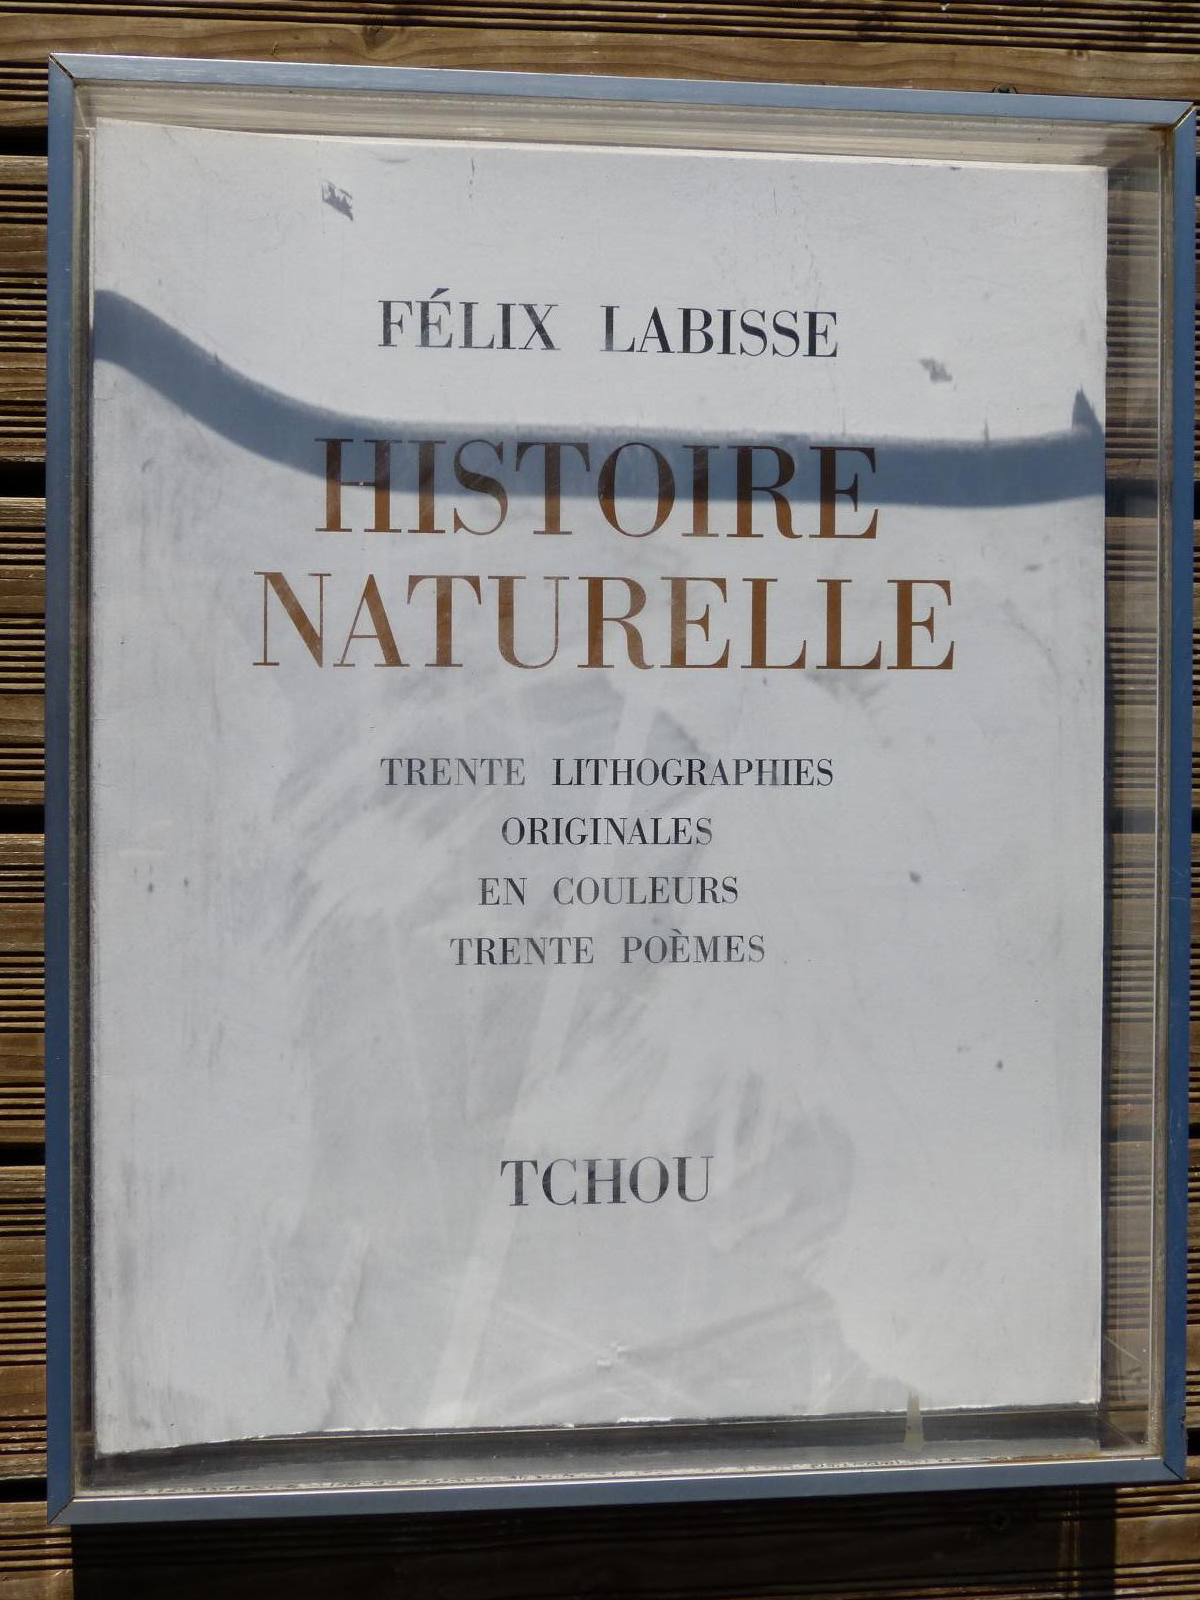 FÉLIX LABISSE
HISTOIRE
NATURELLE
TRENTE LITHOGRAPHIES
ORIGINALES
EN COULEURS
TRENTE POÈMES
TCHOU